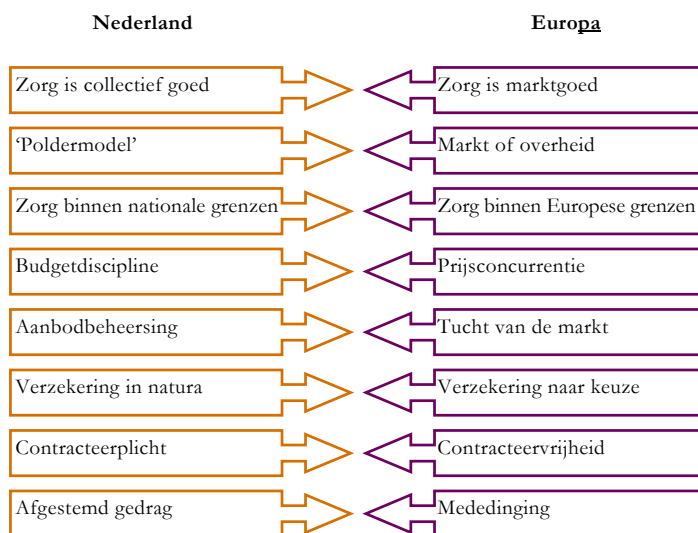 Nederland Europa
Zorg is collectief goed Zorg is marktgoed
‘Poldermodel’ Markt of overheid
Zorg binnen nationale grenzen Zorg binnen Europese grenzen
Budgetdiscipline Prijsconcurrentie
Aanbodbeheersing Tucht van de markt
Verzekering in natura Verzekering naar keuze
Contracteerplicht Contracteervrijheid
Afgestemd gedrag Mededinging